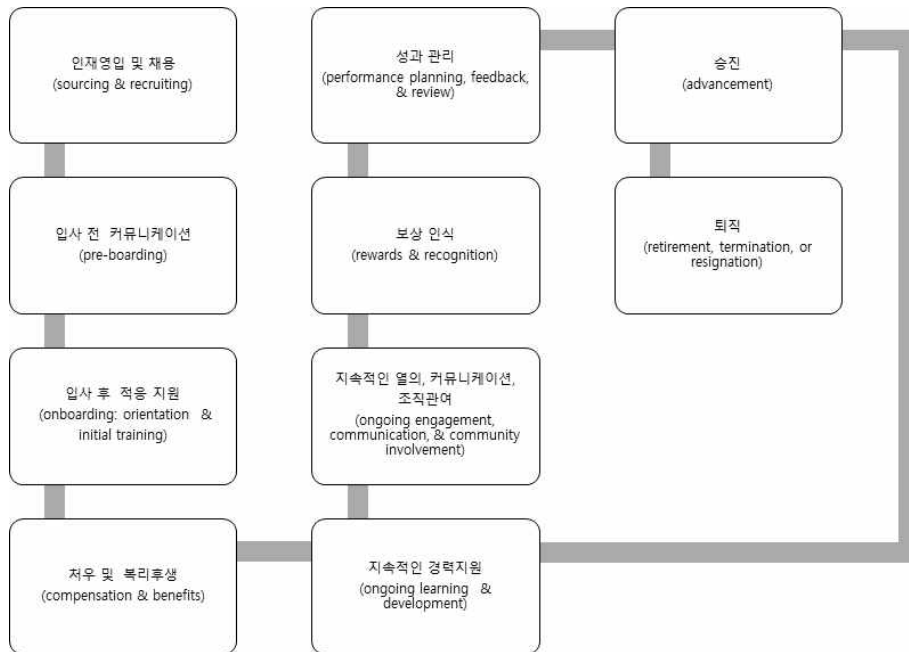 인재영입 및 채용
(sourcing & recruiting)
입사 전 커뮤니케이션
(pre-boarding)
입사 후 적응 지원
(onboarding: orientation &
initial training)
처우 및 복리후생
(compensation & benefits)
성과 관리
(performance planning, feedback,
& review)
보상 인식
(rewards & recognition)
지속적인 열의, 커뮤니케이션,
조직관여
(ongoing engagement,
communication, & community
involvement)
지속적인 경력지원
(ongoing learning &
development)
승진
(advancement)
퇴직
(retirement, termination, or
resignation)